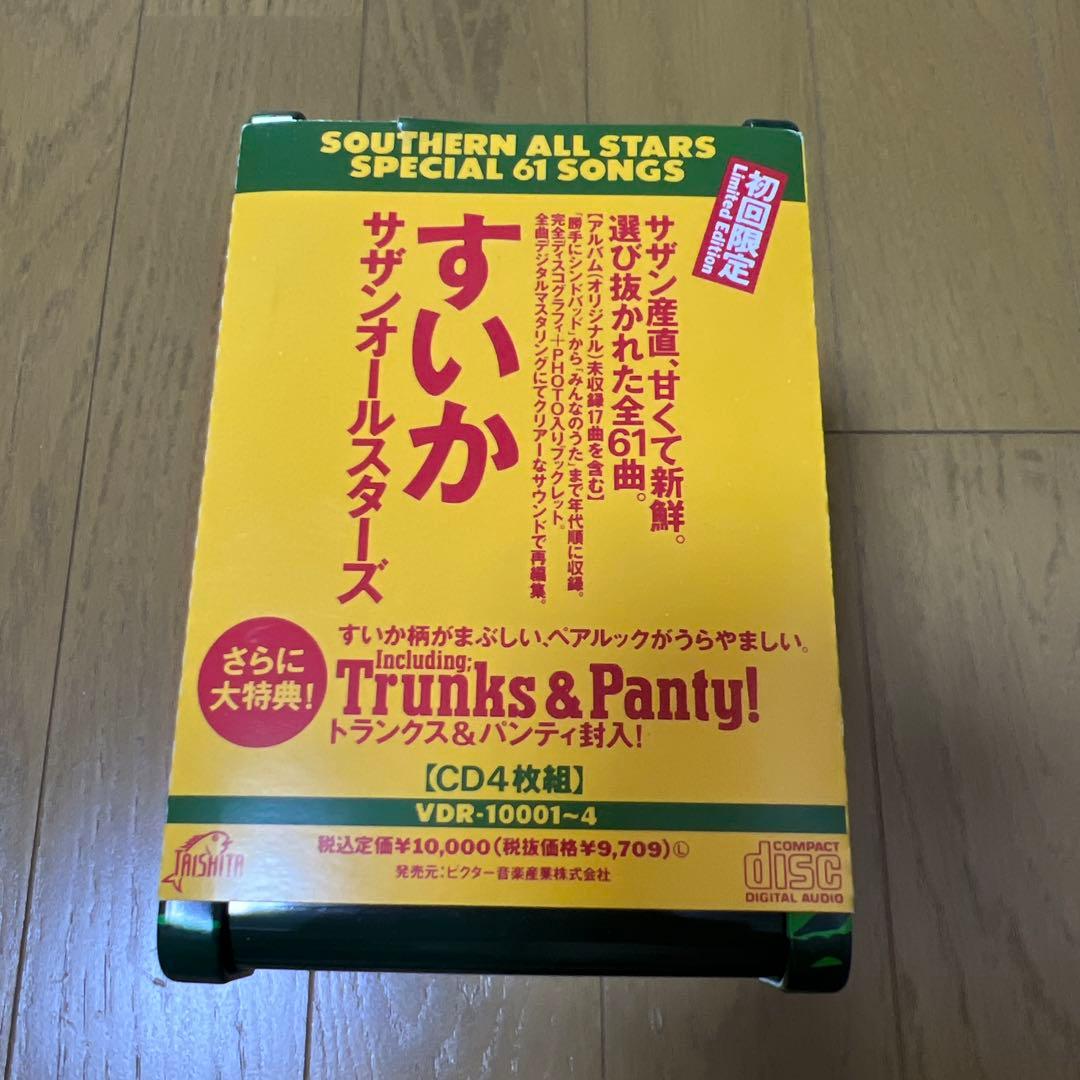 SOUTHERN ALL STARS
SPECIAL 61 SONGS
初回限定
Limited Edition
サザン産直、甘くて新鮮。
選び抜かれた全61曲。
【アルバム(オリジナル)未収録17曲を含む】
「勝手にシンドバッド」から「みんなのうた」まで年代順に収録。
完全ディスコグラフィ+PHOTO入りブックレット。
全曲デジタルマスタリングにてクリアーなサウンドで再編集。
すいか
サザンオールスターズ
さらに
大特典!
すいか柄がまぶしい、ペアルックがうらやましい。
Including;
Trunks & Panty!
トランクス&パンティ封入!
【CD4枚組】
VDR-10001~4
TAISHITA
税込定価¥10,000(税抜価格¥9,709)Ⓛ
発売元:ビクター音楽産業株式会社
COMPACT
disc
DIGITAL AUDIO